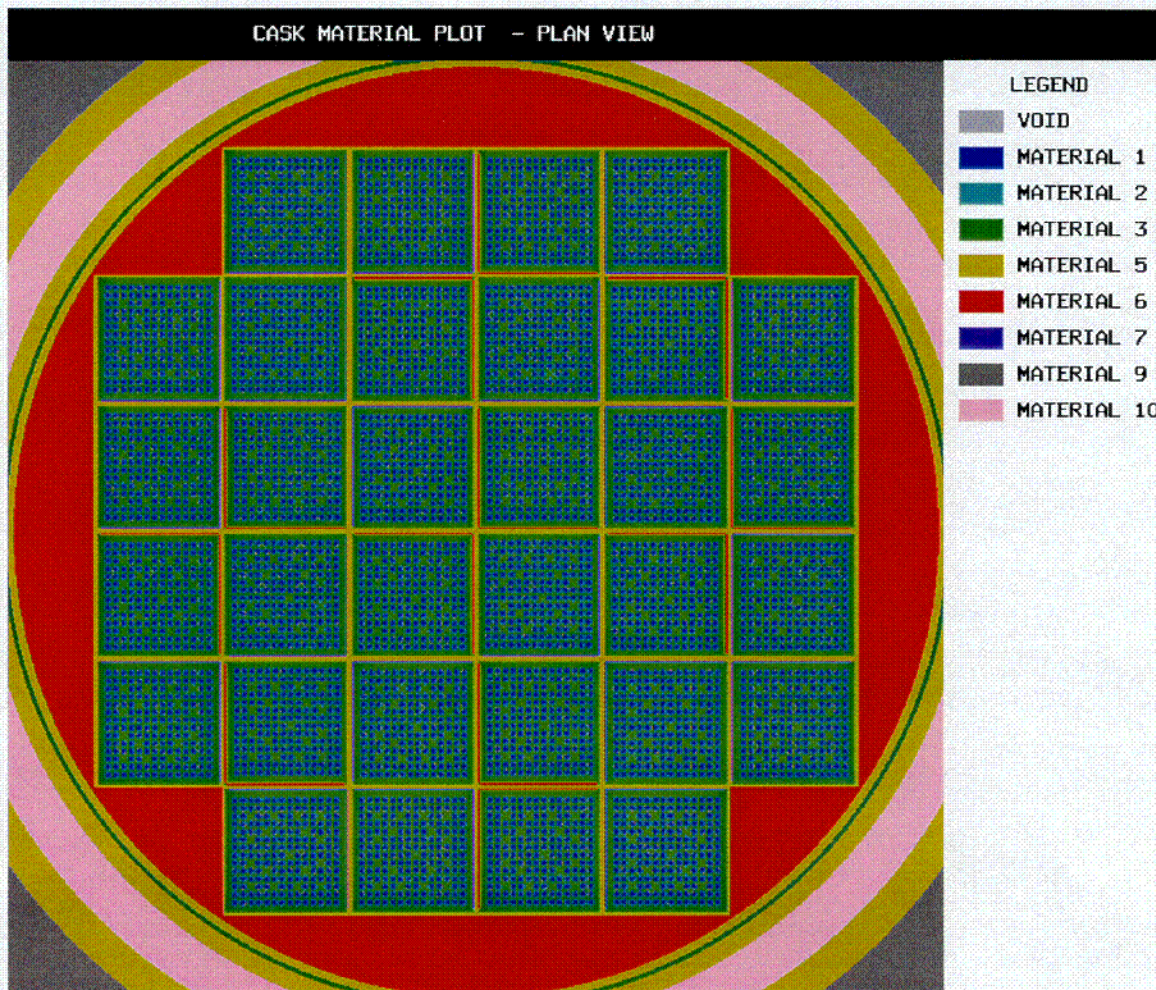 CASK MATERIAL PLOT - PLAN VIEW
LEGEND
VOID
MATERIAL 1
MATERIAL 2
MATERIAL 3
MATERIAL 5
MATERIAL 6
MATERIAL 7
MATERIAL 9
MATERIAL 10